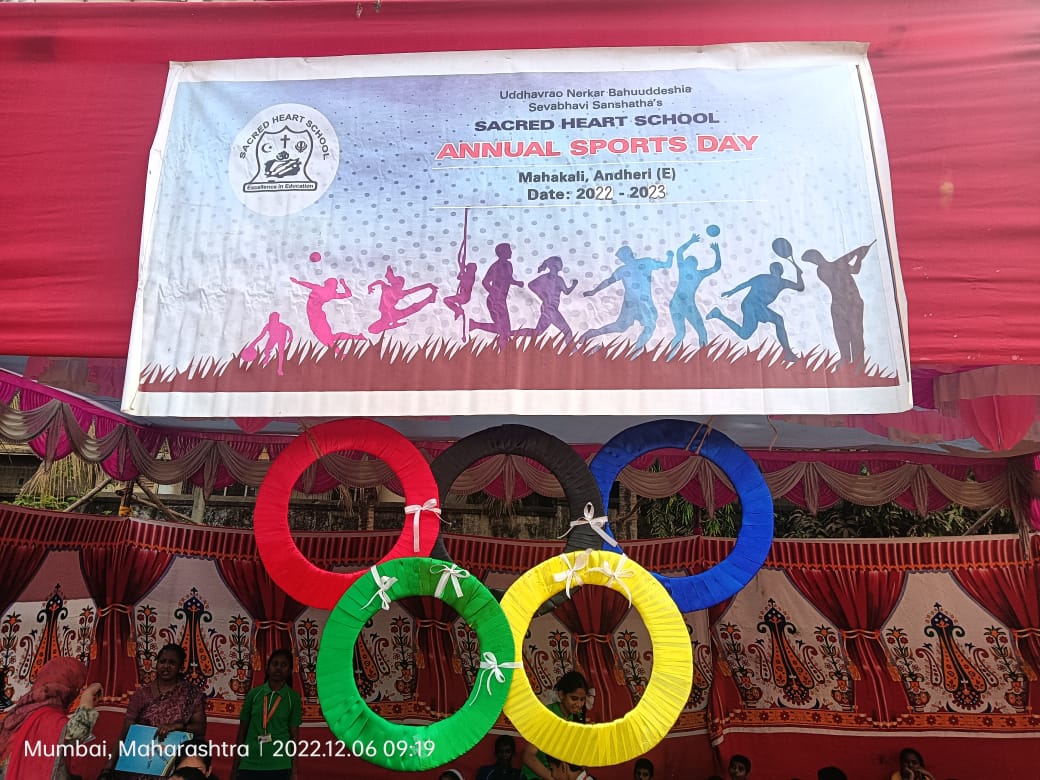 Uddhavrao Nerkar Bahuuddeshia
Sevabhavi Sanshatha's
SACRED HEART SCHOOL
ANNUAL SPORTS DAY
Mahakali, Andheri (E)
Date: 2022 - 2023
SACRED HEART SCHOOL
Excellence in Education
Mumbai, Maharashtra | 2022.12.06 09:19